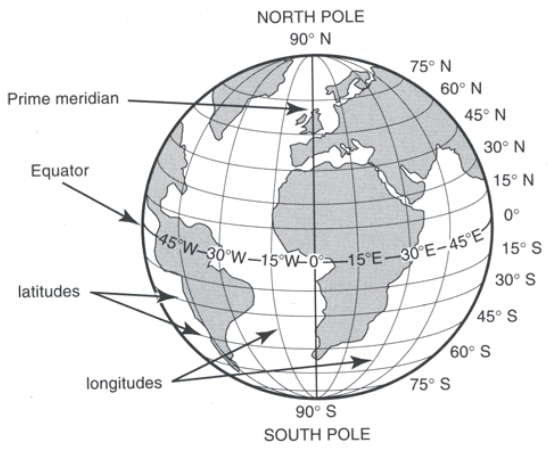 NORTH POLE
90° N
75° N
Prime meridian
60° N
45° N
30° N
Equator
15° N
0°
45°W-30°W-15°W-0°-15°E-30°E-45°E
15° S
30° S
latitudes
45° S
60° S
longitudes
75° S
90° S
SOUTH POLE